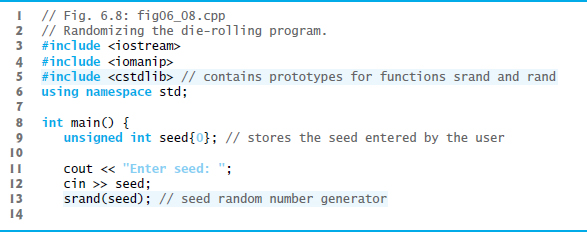 1 // Fig. 6.8: fig06_08.cpp
2 // Randomizing the die-rolling program.
3 #include <iostream>
4 #include <iomanip>
5 #include <cstdlib> // contains prototypes for functions srand and rand
6 using namespace std;
7
8 int main() {
9    unsigned int seed{0}; // stores the seed entered by the user
10
11    cout << "Enter seed: ";
12    cin >> seed;
13    srand(seed); // seed random number generator
14